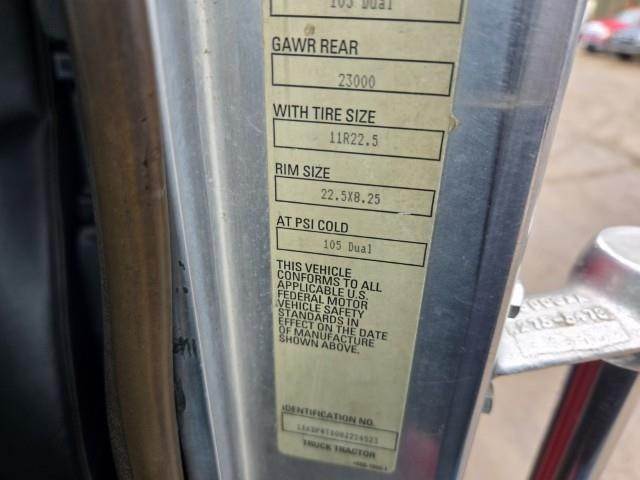 105 Dual
GAWR REAR
23000
WITH TIRE SIZE
11R22.5
RIM SIZE
22.5X8.25
AT PSI COLD
105 Dual
THIS VEHICLE
CONFORMS TO ALL
APPLICABLE U.S.
FEDERAL MOTOR
VEHICLE SAFETY
STANDARDS IN
EFFECT ON THE DATE
OF MANUFACTURE
SHOWN ABOVE.
IDENTIFICATION NO.
TRUCK TRACTOR